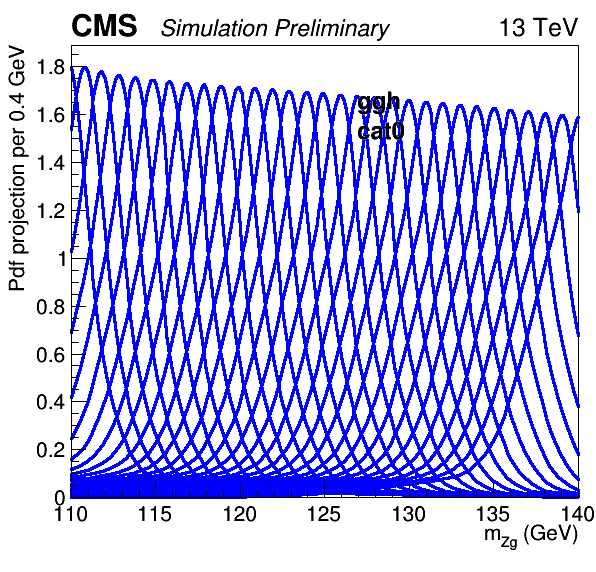 CMS Simulation Preliminary 13 TeV
Pdf projection per 0.4 GeV
1.8
1.6
1.4
1.2
1
0.8
0.6
0.4
0.2
0
ggh
cat0
110 115 120 125 130 135 140
m_Zg (GeV)